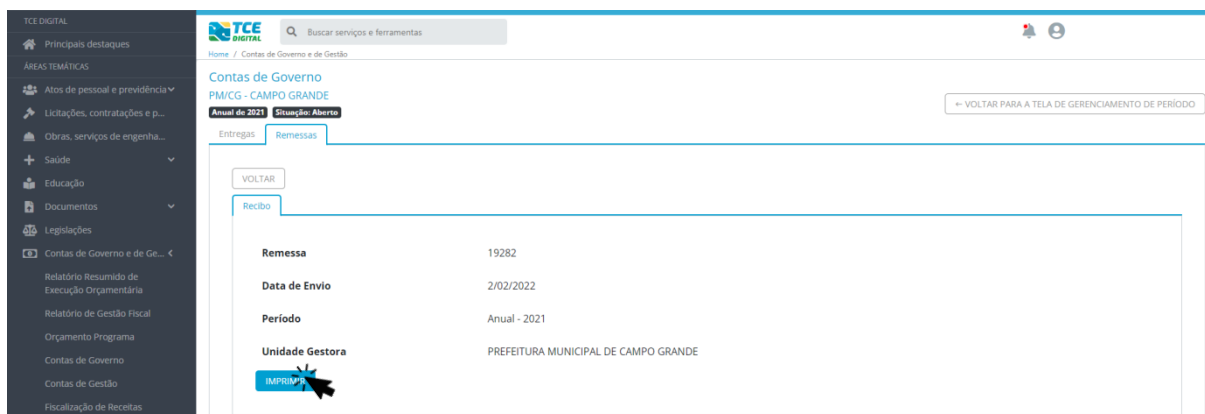 TCE DIGITAL
Principais destaques
ÁREAS TEMÁTICAS
Atos de pessoal e previdência
Licitações, contratações e p...
Obras, serviços de engenha...
Saúde
Educação
Documentos
Legislações
Contas de Governo e de Ge...
Relatório Resumido de
Execução Orçamentária
Relatório de Gestão Fiscal
Orçamento Programa
Contas de Governo
Contas de Gestão
Fiscalização de Receitas
TCE
DIGITAL
Buscar serviços e ferramentas
Home / Contas de Governo e de Gestão
Contas de Governo
PM/CG - CAMPO GRANDE
Anual de 2021 Situação: Aberto
← VOLTAR PARA A TELA DE GERENCIAMENTO DE PERÍODO
Entregas Remessas
VOLTAR
Recibo
Remessa 19282
Data de Envio 2/02/2022
Período Anual - 2021
Unidade Gestora PREFEITURA MUNICIPAL DE CAMPO GRANDE
IMPRIMIR